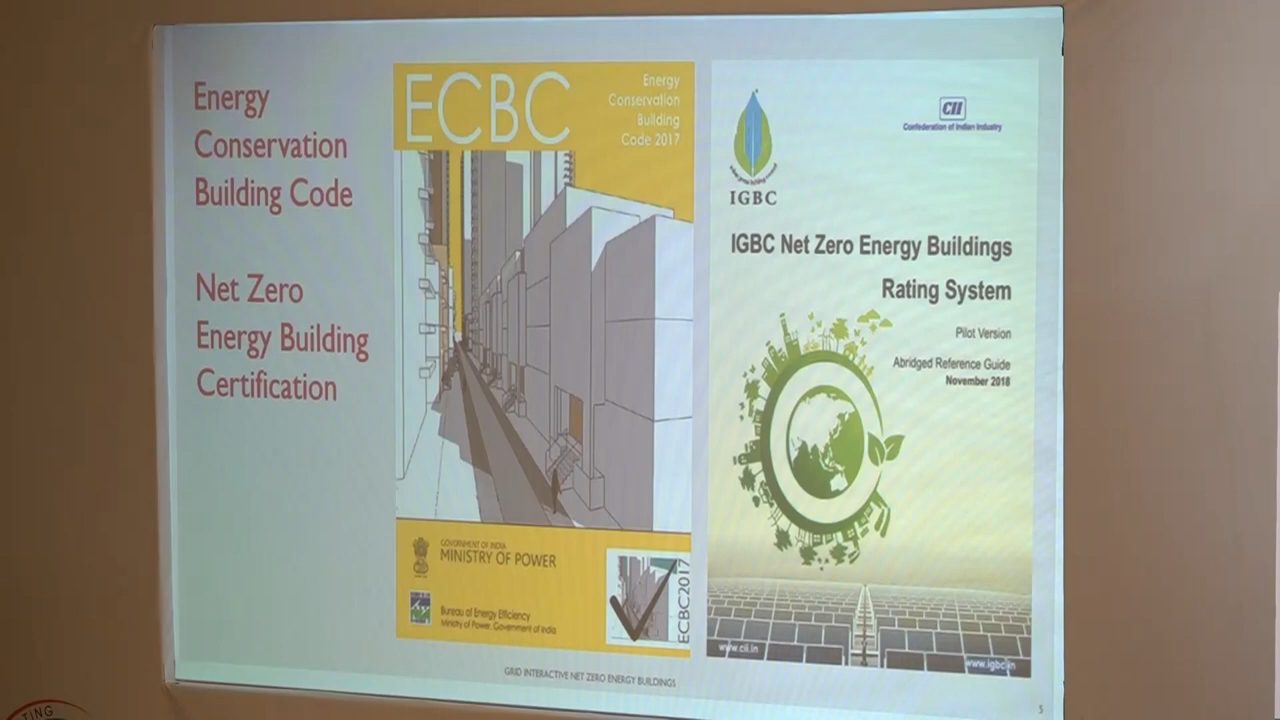 Energy
Conservation
Building Code
Net Zero
Energy Building
Certification
ECBC
Energy
Conservation
Building
Code 2017
GOVERNMENT OF INDIA
MINISTRY OF POWER
Bureau of Energy Efficiency
Ministry of Power, Government of India
ECBC2017
IGBC
CII
Confederation of Indian Industry
IGBC Net Zero Energy Buildings
Rating System
Pilot Version
Abridged Reference Guide
November 2018
www.cii.in
www.igbc.in
GRID INTERACTIVE NET ZERO ENERGY BUILDINGS
5
TING